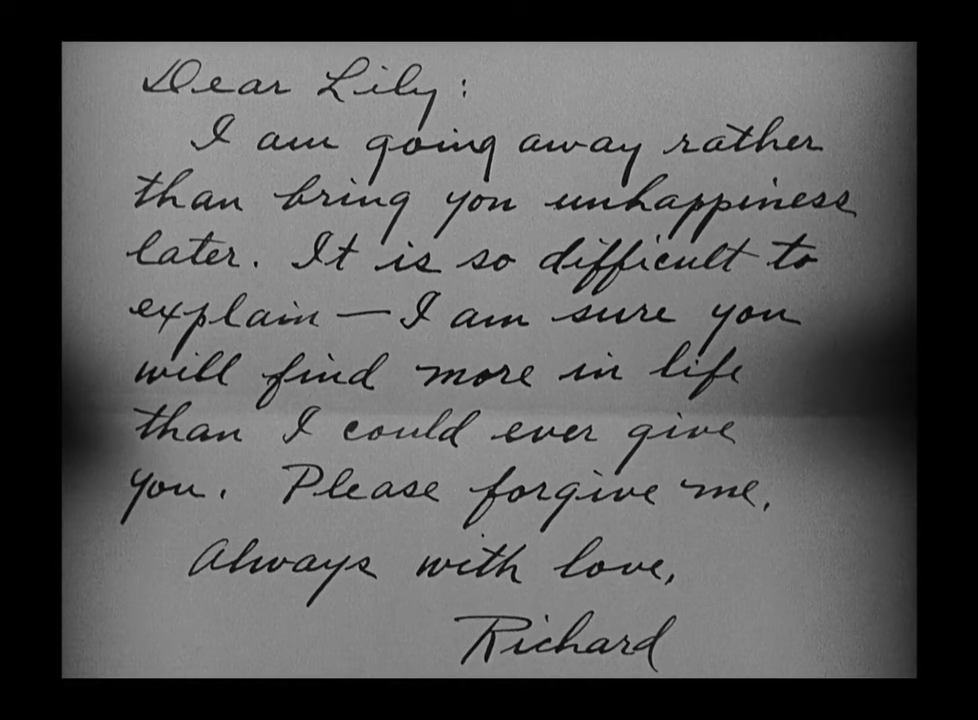 Dear Lily:
I am going away rather
than bring you unhappiness
later. It is so difficult to
explain — I am sure you
will find more in life
than I could ever give
you. Please forgive me.
Always with love,
Richard